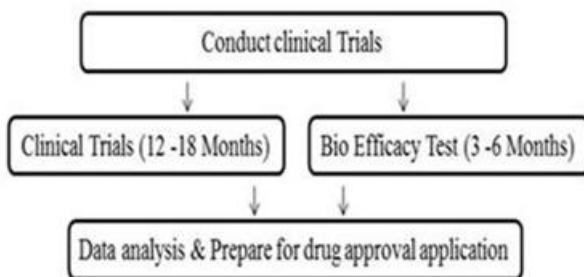 Conduct clinical Trials
Clinical Trials (12 -18 Months)
Bio Efficacy Test (3 -6 Months)
Data analysis & Prepare for drug approval application